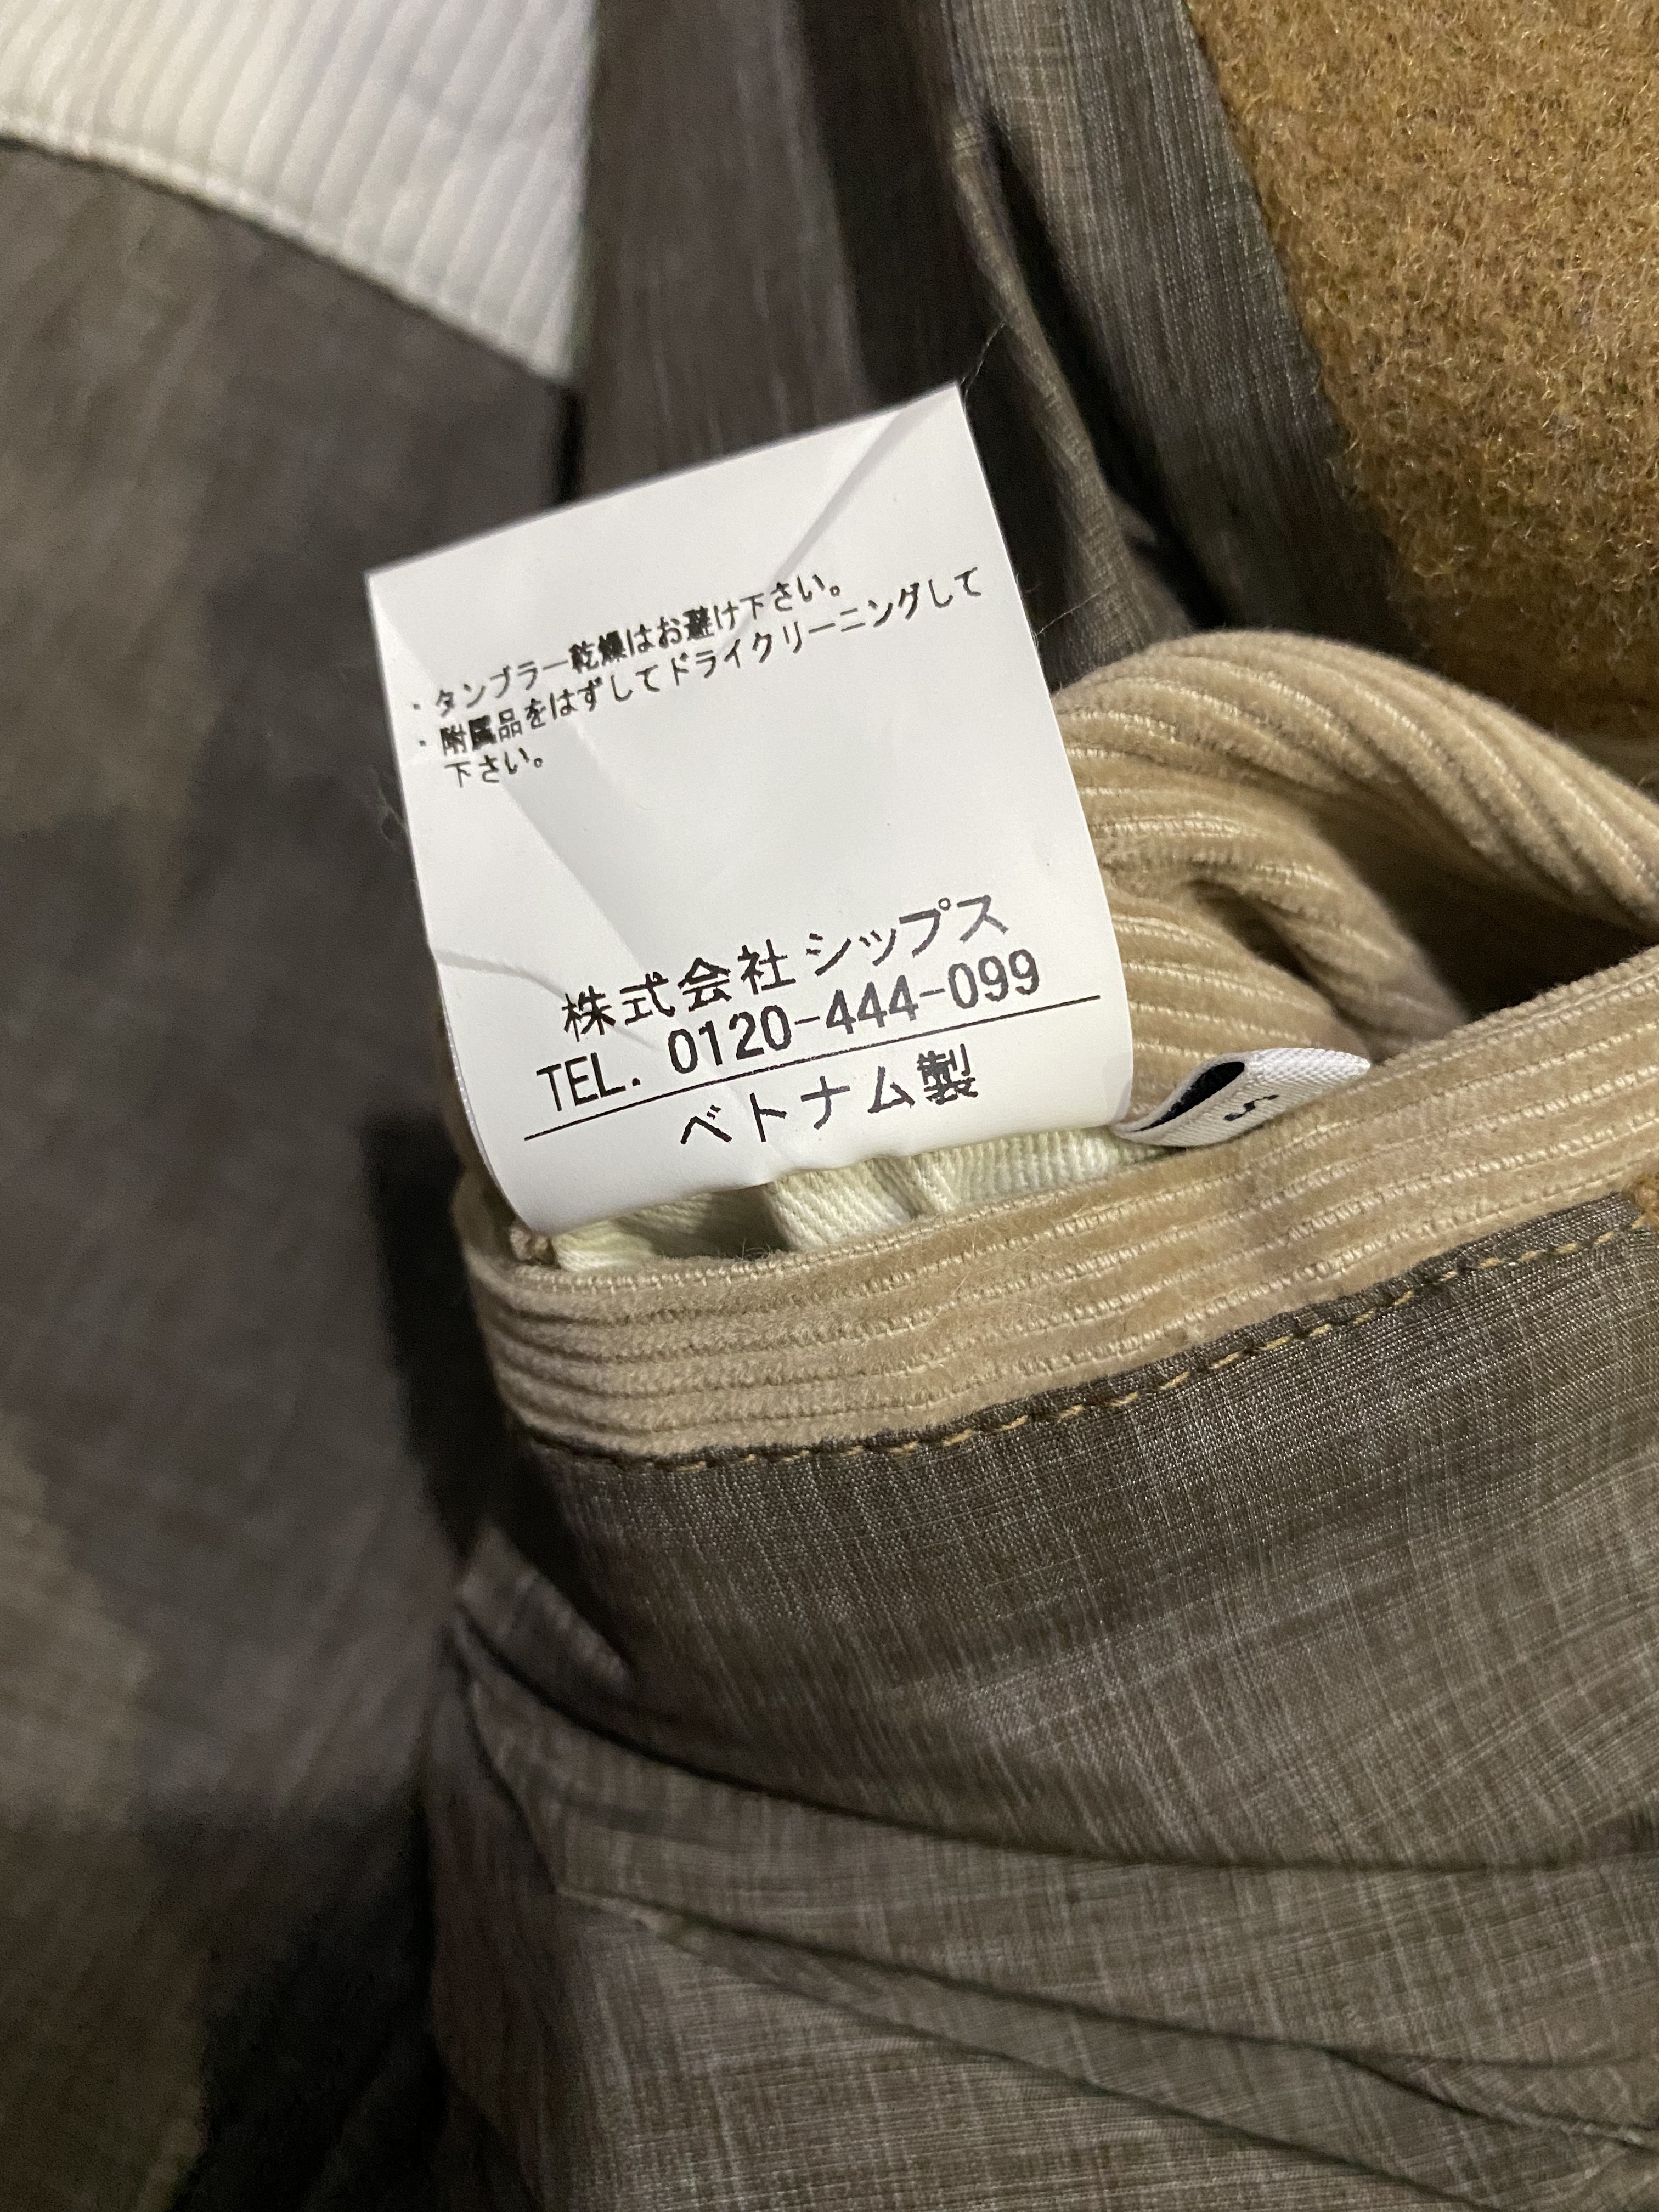 ・タンブラー乾燥はお避け下さい。
・附属品をはずしてドライクリーニングして
下さい。
株式会社シップス
TEL. 0120-444-099
ベトナム製